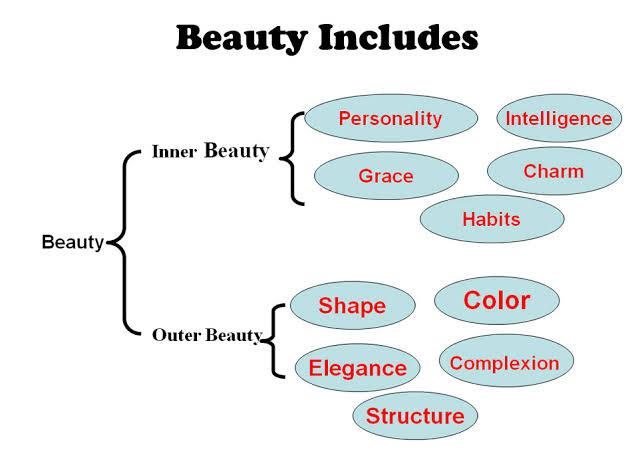 Beauty Includes
Personality
Intelligence
Inner Beauty
Grace
Charm
Habits
Beauty
Shape
Color
Outer Beauty
Elegance
Complexion
Structure